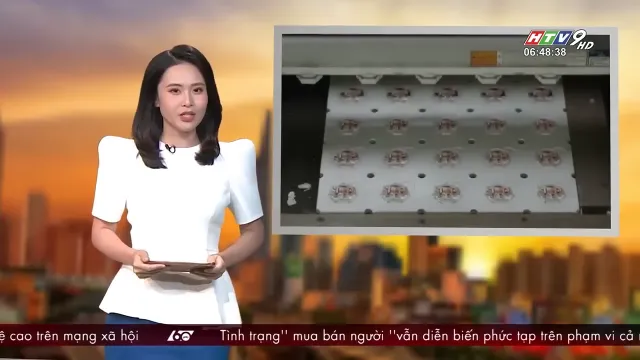 HTV9 HD
06:48:38
ệ cao trên mạng xã hội
60
Tình trạng" mua bán người "vẫn diễn biến phức tạp trên phạm vi cả